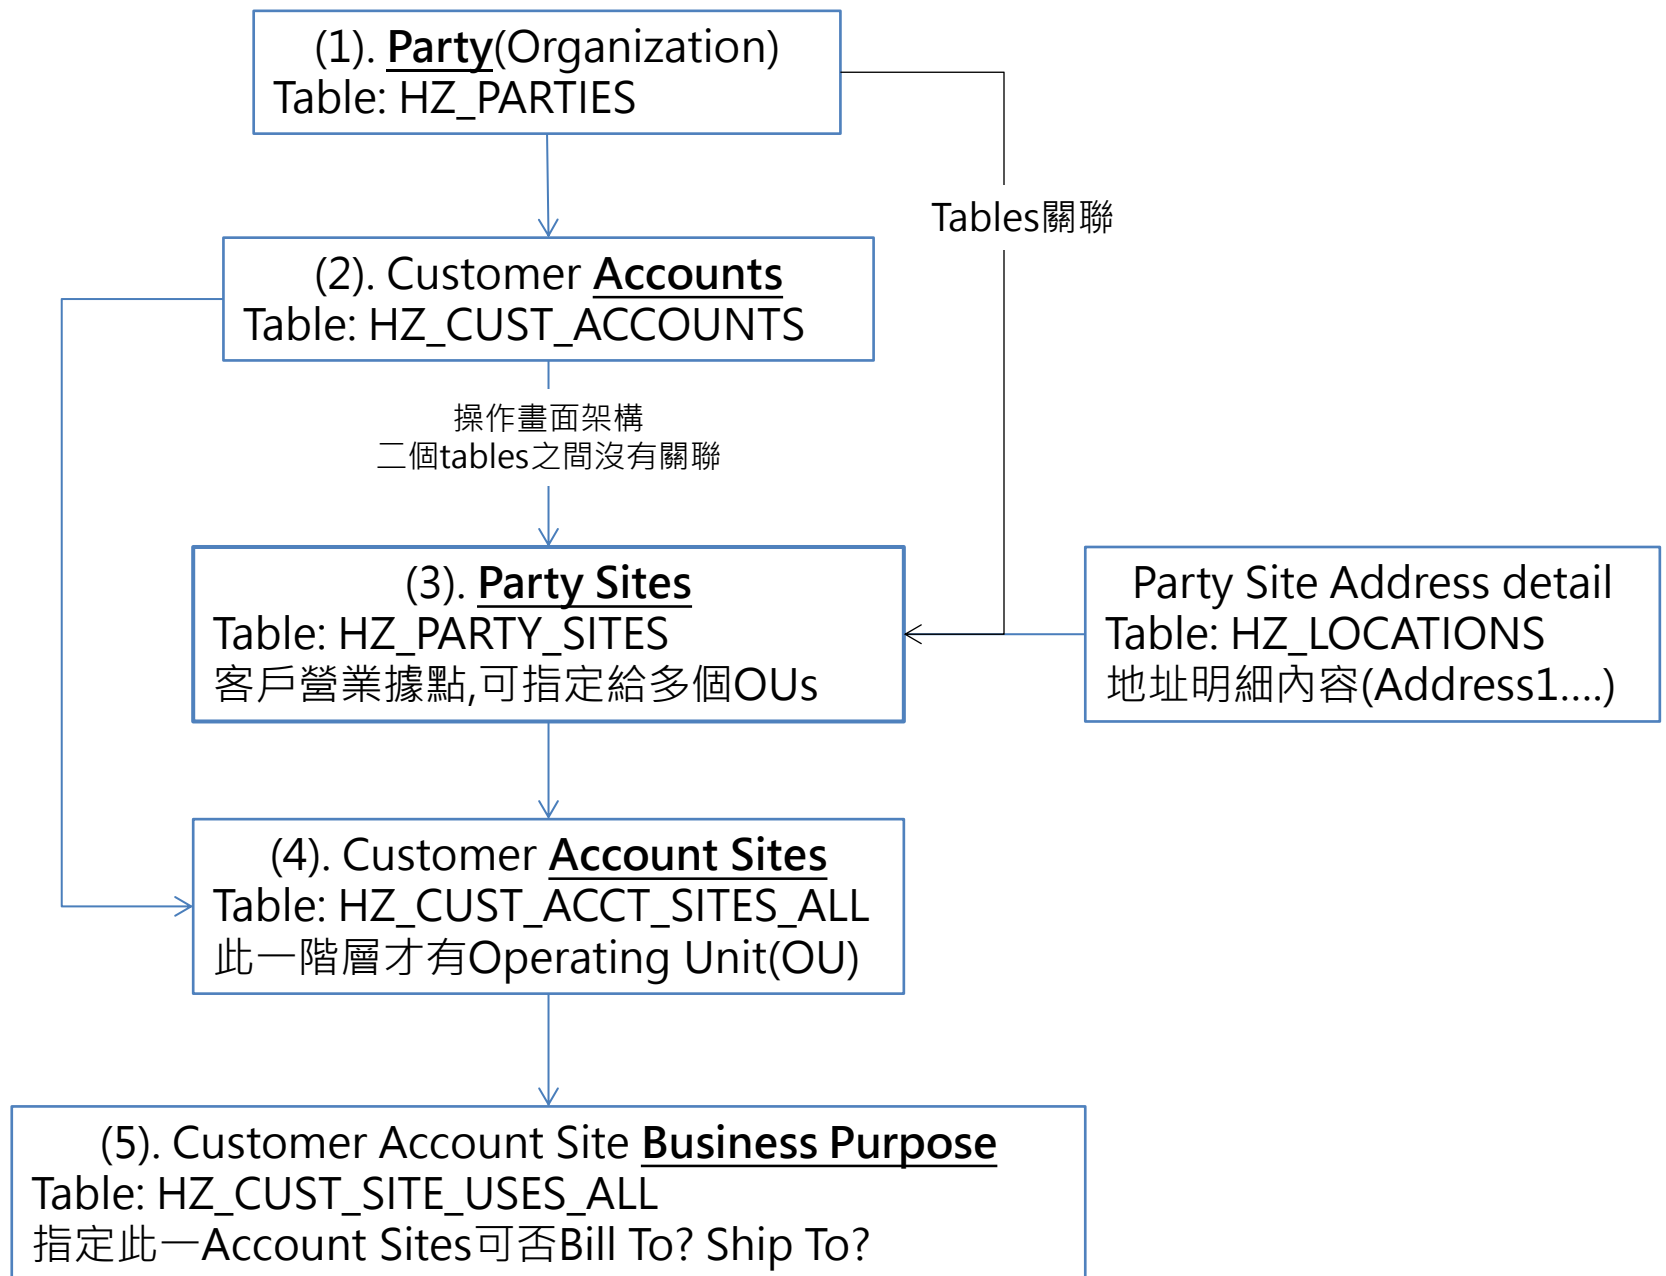 (1). Party(Organization)
Table: HZ_PARTIES
Tables關聯
(2). Customer Accounts
Table: HZ_CUST_ACCOUNTS
操作畫面架構
二個tables之間沒有關聯
(3). Party Sites
Table: HZ_PARTY_SITES
客戶營業據點,可指定給多個OUs
Party Site Address detail
Table: HZ_LOCATIONS
地址明細內容(Address1....)
(4). Customer Account Sites
Table: HZ_CUST_ACCT_SITES_ALL
此一階層才有Operating Unit(OU)
(5). Customer Account Site Business Purpose
Table: HZ_CUST_SITE_USES_ALL
指定此一Account Sites可否Bill To? Ship To?